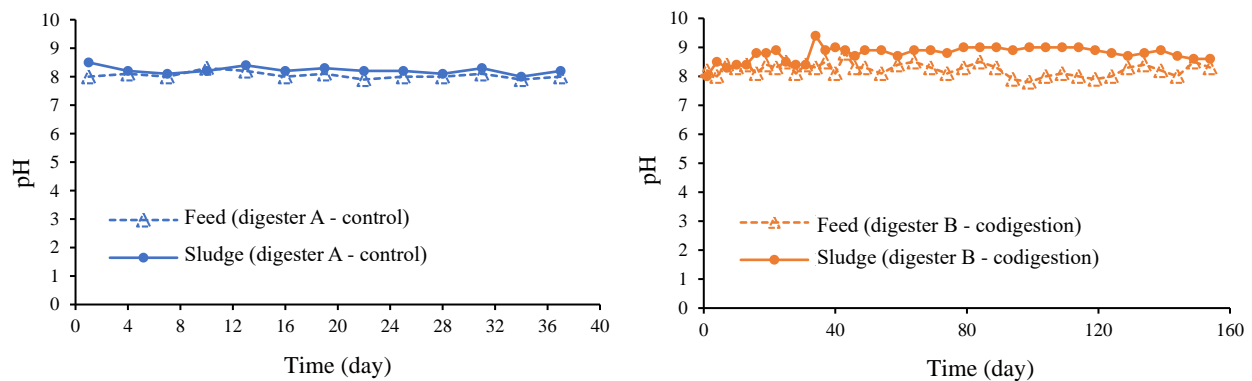 10
9
8
7
6
5
4
3
2
1
0
pH
Feed (digester A - control)
Sludge (digester A - control)
0 4 8 12 16 20 24 28 32 36 40
Time (day)
10
9
8
7
6
5
4
3
2
1
0
pH
Feed (digester B - codigestion)
Sludge (digester B - codigestion)
0 40 80 120 160
Time (day)